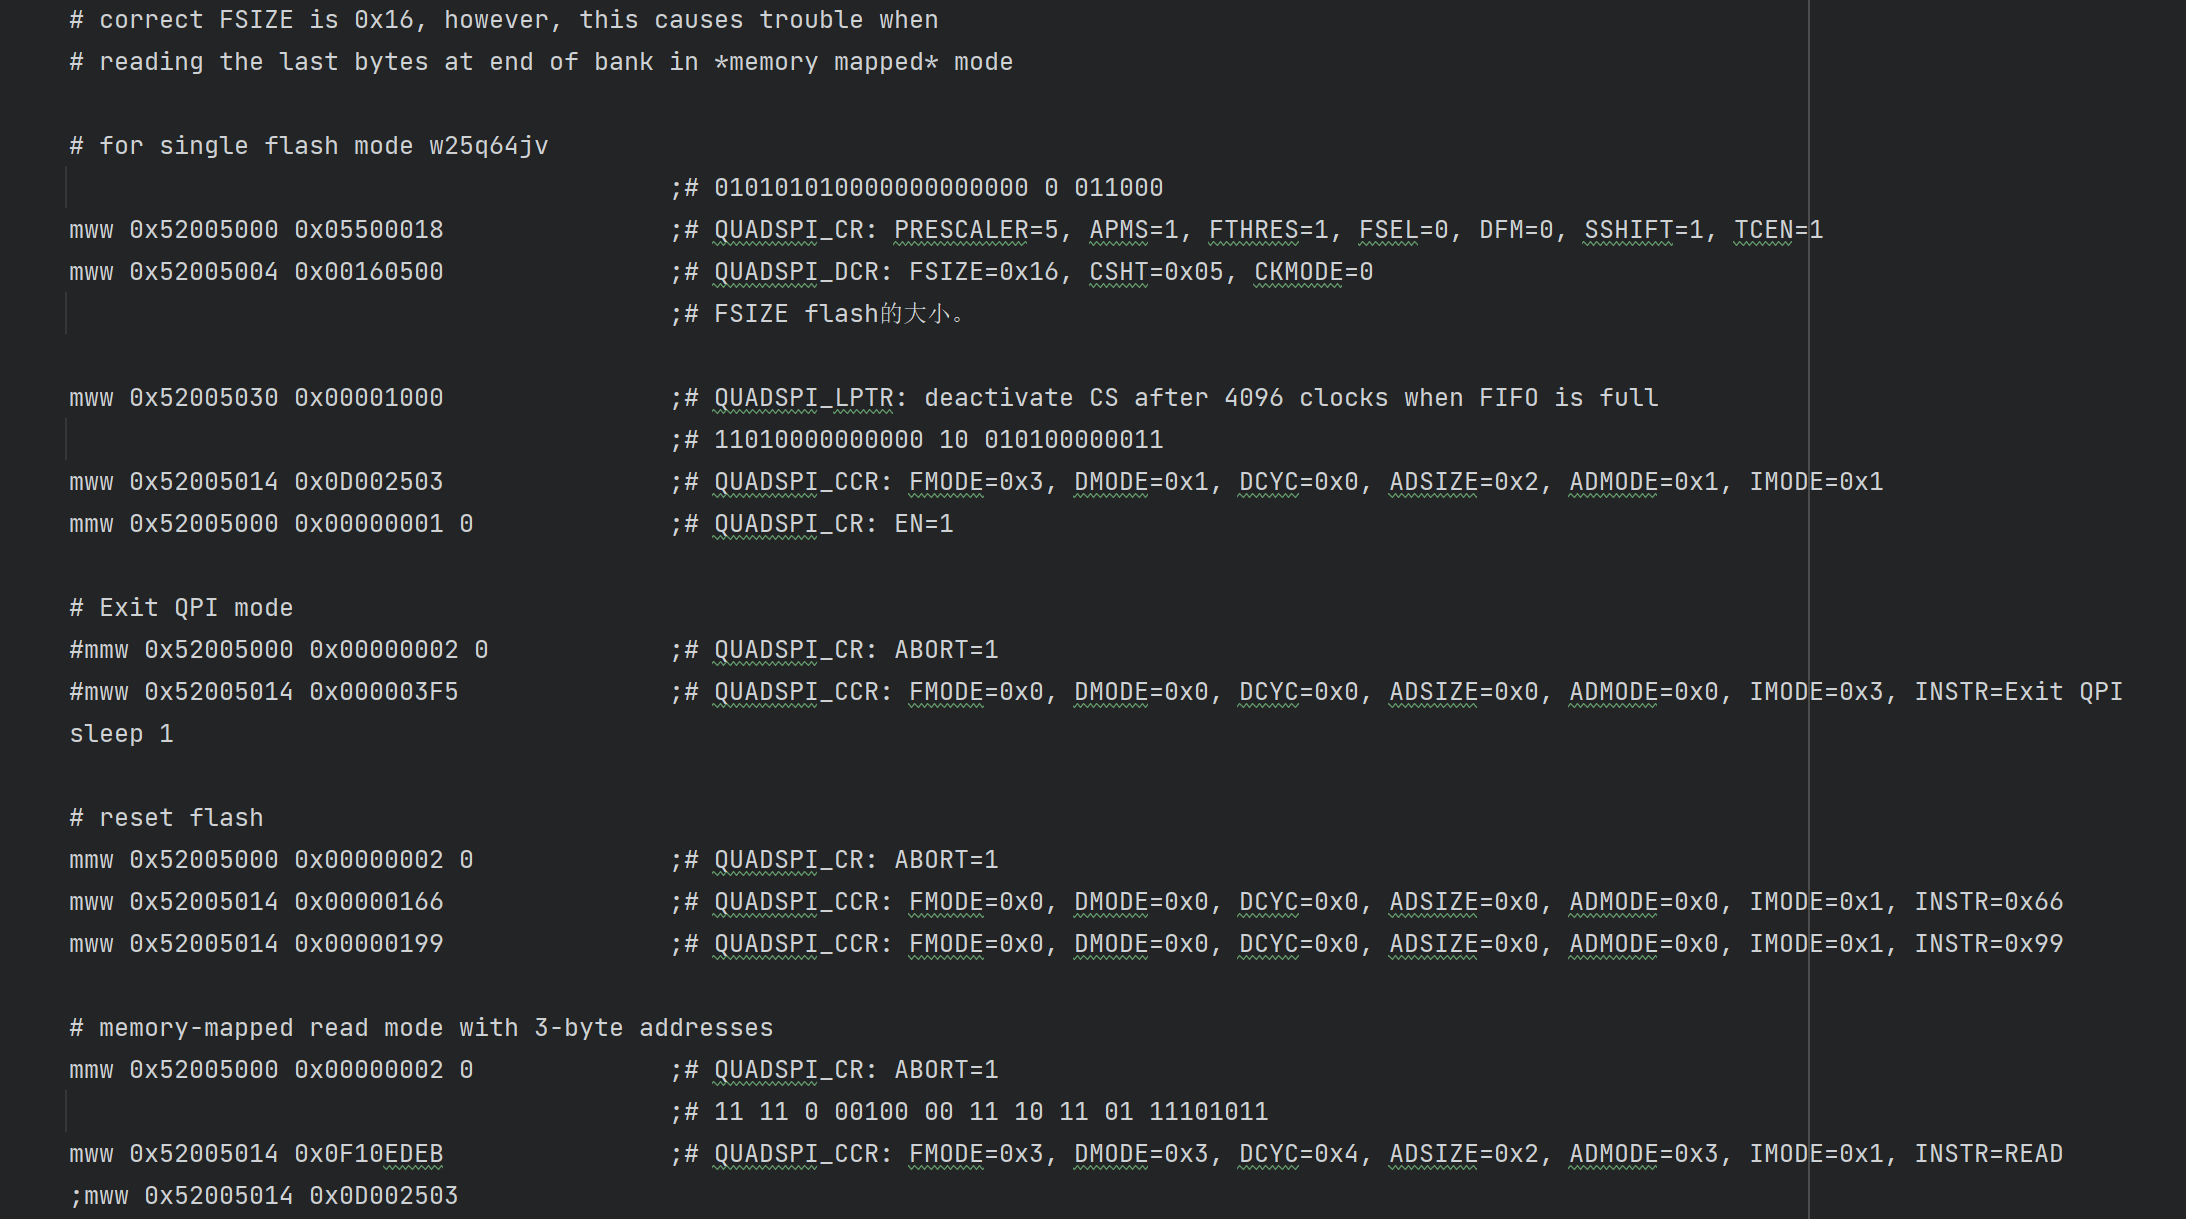 # correct FSIZE is 0x16, however, this causes trouble when
# reading the last bytes at end of bank in *memory mapped* mode
# for single flash mode w25q64jv
;# 010101010000000000000 0 011000
mww 0x52005000 0x05500018 ;# QUADSPI_CR: PRESCALER=5, APMS=1, FTHRES=1, FSEL=0, DFM=0, SSHIFT=1, TCEN=1
mww 0x52005004 0x00160500 ;# QUADSPI_DCR: FSIZE=0x16, CSHT=0x05, CKMODE=0
;# FSIZE flash的大小。
mww 0x52005030 0x00001000 ;# QUADSPI_LPTR: deactivate CS after 4096 clocks when FIFO is full
;# 11010000000000 10 010100000011
mww 0x52005014 0x0D002503 ;# QUADSPI_CCR: FMODE=0x3, DMODE=0x1, DCYC=0x0, ADSIZE=0x2, ADMODE=0x1, IMODE=0x1
mmw 0x52005000 0x00000001 0 ;# QUADSPI_CR: EN=1
# Exit QPI mode
#mmw 0x52005000 0x00000002 0 ;# QUADSPI_CR: ABORT=1
#mww 0x52005014 0x000003F5 ;# QUADSPI_CCR: FMODE=0x0, DMODE=0x0, DCYC=0x0, ADSIZE=0x0, ADMODE=0x0, IMODE=0x3, INSTR=Exit QPI
sleep 1
# reset flash
mmw 0x52005000 0x00000002 0 ;# QUADSPI_CR: ABORT=1
mww 0x52005014 0x00000166 ;# QUADSPI_CCR: FMODE=0x0, DMODE=0x0, DCYC=0x0, ADSIZE=0x0, ADMODE=0x0, IMODE=0x1, INSTR=0x66
mww 0x52005014 0x00000199 ;# QUADSPI_CCR: FMODE=0x0, DMODE=0x0, DCYC=0x0, ADSIZE=0x0, ADMODE=0x0, IMODE=0x1, INSTR=0x99
# memory-mapped read mode with 3-byte addresses
mmw 0x52005000 0x00000002 0 ;# QUADSPI_CR: ABORT=1
;# 11 11 0 00100 00 11 10 11 01 11101011
mww 0x52005014 0x0F10EDEB ;# QUADSPI_CCR: FMODE=0x3, DMODE=0x3, DCYC=0x4, ADSIZE=0x2, ADMODE=0x3, IMODE=0x1, INSTR=READ
;mww 0x52005014 0x0D002503